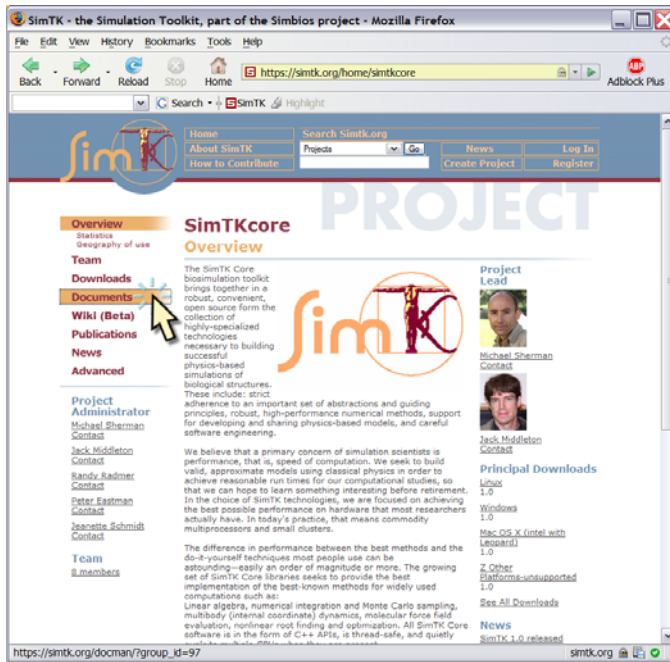 SimTK - the Simulation Toolkit, part of the Simbios project - Mozilla Firefox
File Edit View History Bookmarks Tools Help
Back Forward Reload Stop Home https://simtk.org/home/simtkcore Adblock Plus
Search SimTK Highlight
SimTK
Home Search Simtk.org
About SimTK Projects Go News Log In
How to Contribute Create Project Register
PROJECT
Overview
Statistics
Geography of use
Team
Downloads
Documents
Wiki (Beta)
Publications
News
Advanced
Project
Administrator
Michael Sherman
Contact
Jack Middleton
Contact
Randy Radmer
Contact
Peter Eastman
Contact
Jeanette Schmidt
Contact
Team
8 members
SimTKcore
Overview
The SimTK Core
biosimulation toolkit
brings together in a
robust, convenient,
open source form the
collection of
highly-specialized
technologies
necessary to building
successful
physics-based
simulations of
biological structures.
These include: strict
adherence to an important set of abstractions and guiding
principles, robust, high-performance numerical methods, support
for developing and sharing physics-based models, and careful
software engineering.
SimTK
We believe that a primary concern of simulation scientists is
performance, that is, speed of computation. We seek to build
valid, approximate models using classical physics in order to
achieve reasonable run times for our computational studies, so
that we can hope to learn something interesting before retirement.
In the choice of SimTK technologies, we are focused on achieving
the best possible performance on hardware that most researchers
actually have. In today's practice, that means commodity
multiprocessors and small clusters.
The difference in performance between the best methods and the
do-it-yourself techniques most people use can be
astounding—easily an order of magnitude or more. The growing
set of SimTK Core libraries seeks to provide the best
implementation of the best-known methods for widely used
computations such as:
Linear algebra, numerical integration and Monte Carlo sampling,
multibody (internal coordinate) dynamics, molecular force field
evaluation, nonlinear root finding and optimization. All SimTK Core
software is in the form of C++ APIs, is thread-safe, and quietly
Project
Lead
Michael Sherman
Contact
Jack Middleton
Contact
Principal Downloads
Linux
1.0
Windows
1.0
Mac OS X (intel with
Leopard)
1.0
Z Other
Platforms-unsupported
1.0
See All Downloads
News
SimTK 1.0 released
https://simtk.org/docman/?group_id=97 simtk.org